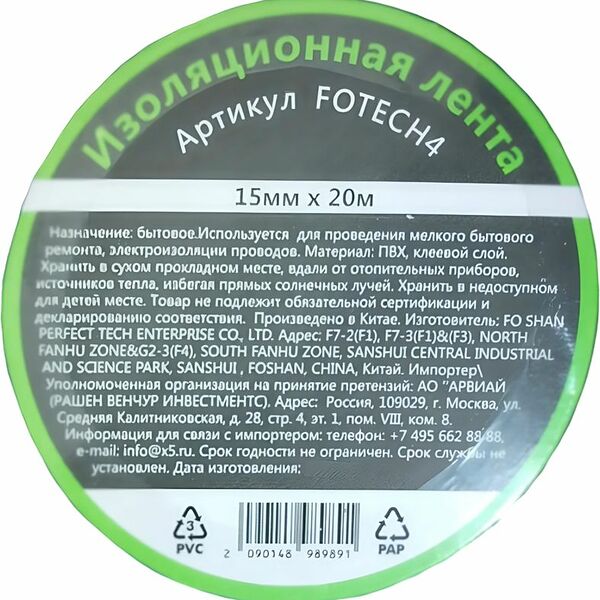 Изоляционная лента
Артикул FOTECH4
15мм х 20м
Назначение: бытовое.Используется для проведения мелкого бытового
ремонта, электроизоляции проводов. Материал: ПВХ, клеевой слой.
Хранить в сухом прокладном месте, вдали от отопительных приборов,
источников тепла, избегая прямых солнечных лучей. Хранить в недоступном
для детей месте. Товар не подлежит обязательной сертификации и
декларированию соответствия. Произведено в Китае. Изготовитель: FO SHAN
PERFECT TECH ENTERPRISE CO., LTD. Адрес: F7-2(F1), F7-3(F1)&(F3), NORTH
FANHU ZONE&G2-3(F4), SOUTH FANHU ZONE, SANSHUI CENTRAL INDUSTRIAL
AND SCIENCE PARK, SANSHUI , FOSHAN, CHINA, Китай. Импортер\
Уполномоченная организация на принятие претензий: АО "АРВИАЙ
(РАШЕН ВЕНЧУР ИНВЕСТМЕНТС). Адрес: Россия, 109029, г. Москва, ул.
Средняя Калитниковская, д. 28, стр. 4, эт. 1, пом. VIII, ком. 8.
Информация для связи с импортером: телефон: +7 495 662 88 88,
e-mail: info@x5.ru. Срок годности не ограничен. Срок службы не
установлен. Дата изготовления:
3
PVC
2 090148 989891
PAP